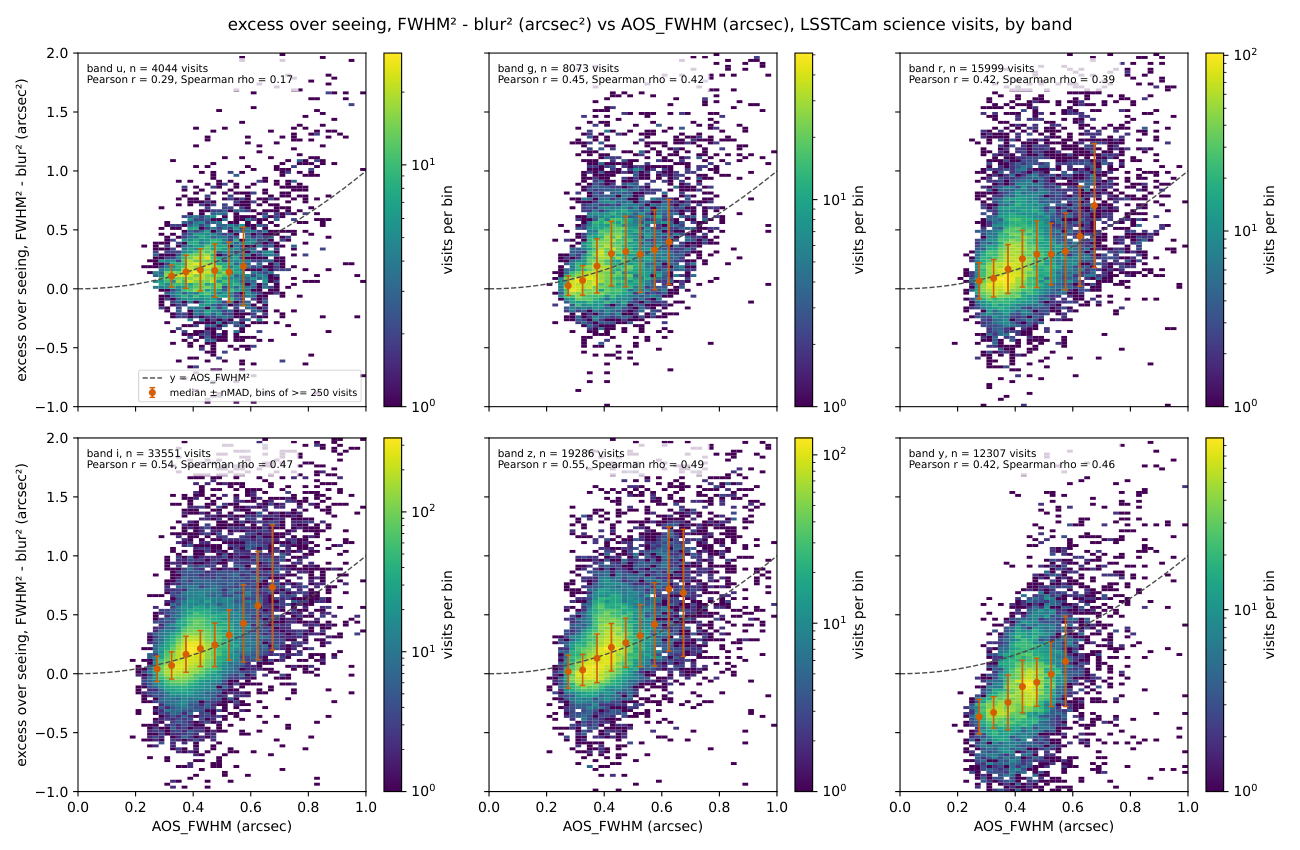 excess over seeing, FWHM² - blur² (arcsec²) vs AOS_FWHM (arcsec), LSSTCam science visits, by band
band u, n = 4044 visits
Pearson r = 0.29, Spearman rho = 0.17
band g, n = 8073 visits
Pearson r = 0.45, Spearman rho = 0.42
band r, n = 15999 visits
Pearson r = 0.42, Spearman rho = 0.39
excess over seeing, FWHM² - blur² (arcsec²)
2.0
1.5
1.0
0.5
0.0
−0.5
−1.0
y = AOS_FWHM²
median ± nMAD, bins of >= 250 visits
10¹
10⁰
visits per bin
10¹
10⁰
visits per bin
10²
10¹
10⁰
visits per bin
band i, n = 33551 visits
Pearson r = 0.54, Spearman rho = 0.47
band z, n = 19286 visits
Pearson r = 0.55, Spearman rho = 0.49
band y, n = 12307 visits
Pearson r = 0.42, Spearman rho = 0.46
excess over seeing, FWHM² - blur² (arcsec²)
2.0
1.5
1.0
0.5
0.0
−0.5
−1.0
10²
10¹
10⁰
visits per bin
10²
10¹
10⁰
visits per bin
10¹
10⁰
visits per bin
0.0 0.2 0.4 0.6 0.8 1.0
0.0 0.2 0.4 0.6 0.8 1.0
0.0 0.2 0.4 0.6 0.8 1.0
AOS_FWHM (arcsec)
AOS_FWHM (arcsec)
AOS_FWHM (arcsec)